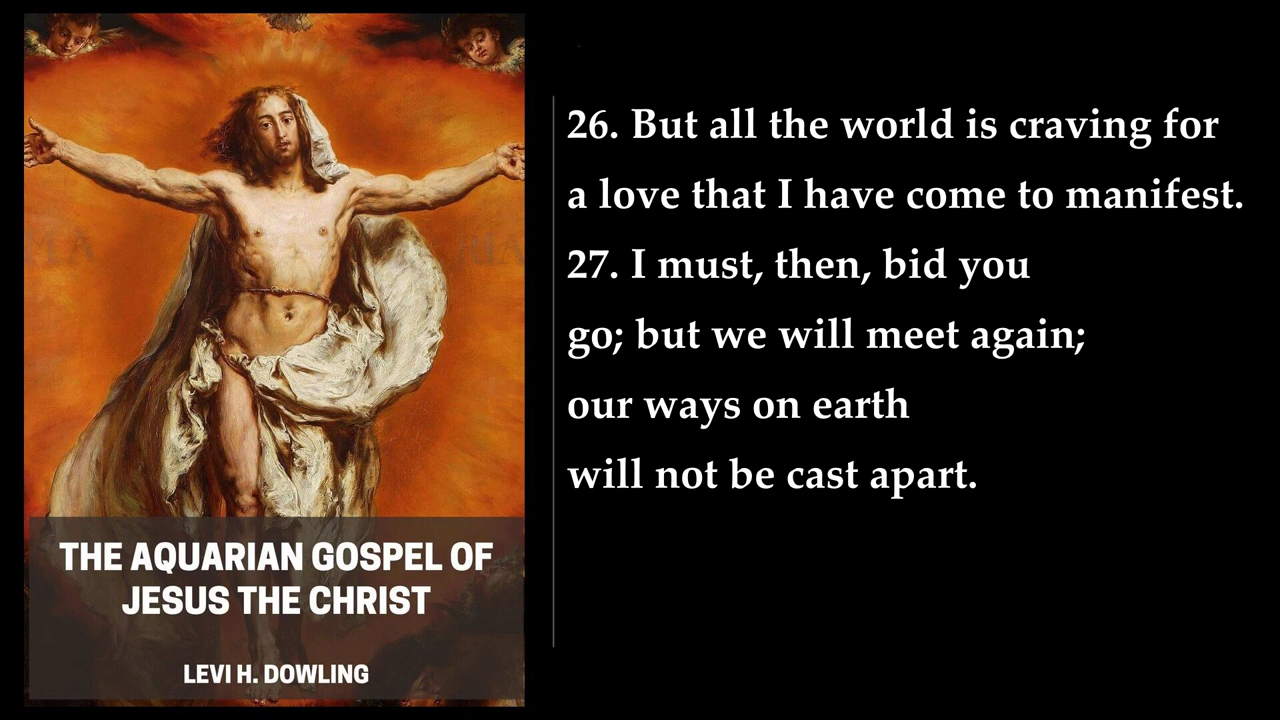 26. But all the world is craving for
a love that I have come to manifest.
27. I must, then, bid you
go; but we will meet again;
our ways on earth
will not be cast apart.
THE AQUARIAN GOSPEL OF
JESUS THE CHRIST
LEVI H. DOWLING